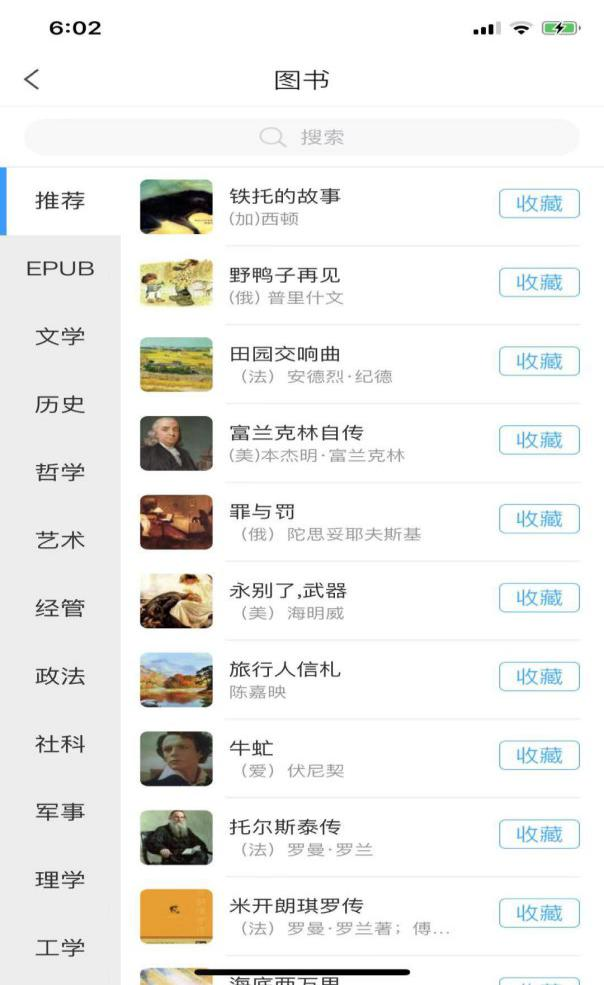 6:02
图书
搜索
推荐
EPUB
文学
历史
哲学
艺术
经管
政法
社科
军事
理学
工学
铁托的故事
(加)西顿
收藏
野鸭子再见
(俄) 普里什文
收藏
田园交响曲
（法）安德烈·纪德
收藏
富兰克林自传
(美)本杰明·富兰克林
收藏
罪与罚
（俄）陀思妥耶夫斯基
收藏
永别了,武器
（美）海明威
收藏
旅行人信札
陈嘉映
收藏
牛虻
（爱）伏尼契
收藏
托尔斯泰传
（法）罗曼·罗兰
收藏
米开朗琪罗传
（法）罗曼·罗兰著；傅...
收藏
海底两万里